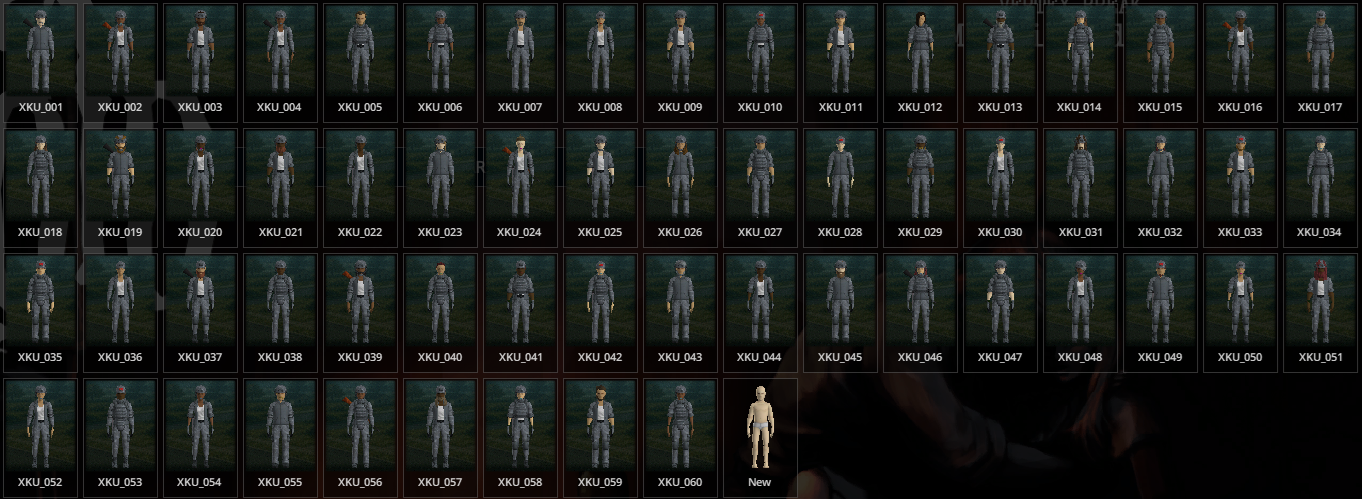 XKU_001 XKU_002 XKU_003 XKU_004 XKU_005 XKU_006 XKU_007 XKU_008 XKU_009 XKU_010 XKU_011 XKU_012 XKU_013 XKU_014 XKU_015 XKU_016 XKU_017
XKU_018 XKU_019 XKU_020 XKU_021 XKU_022 XKU_023 XKU_024 XKU_025 XKU_026 XKU_027 XKU_028 XKU_029 XKU_030 XKU_031 XKU_032 XKU_033 XKU_034
XKU_035 XKU_036 XKU_037 XKU_038 XKU_039 XKU_040 XKU_041 XKU_042 XKU_043 XKU_044 XKU_045 XKU_046 XKU_047 XKU_048 XKU_049 XKU_050 XKU_051
XKU_052 XKU_053 XKU_054 XKU_055 XKU_056 XKU_057 XKU_058 XKU_059 XKU_060 New